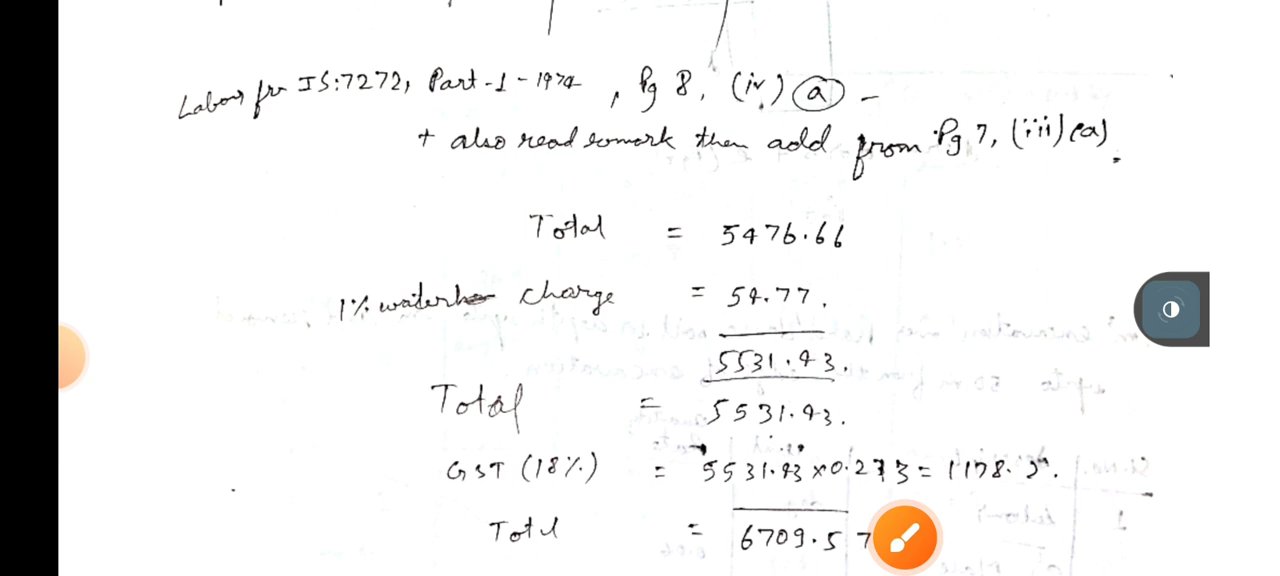 Labour for IS:7272, Part-1-1974, Pg 8, (iv) (a) -
+ also read remark then add from Pg 7, (iii) (a).
Total = 5476.66
1% water charge = 54.77.
5531.43.
Total = 5531.43.
GST (18%) = 5531.43 x 0.213 = 1178.
Total = 6709.57